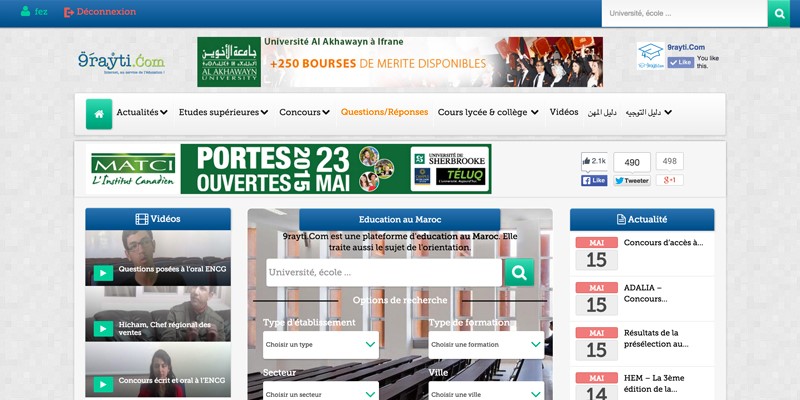 fez
Déconnexion
Université, école ...
9rayti.Com
Internet, au service de l'éducation !
جامعة الأخوين
AL AKHAWAYN
UNIVERSITY
Université Al Akhawayn à Ifrane
+250 BOURSES DE MERITE DISPONIBLES
9rayti.Com
Like
You like this.
Actualités
Etudes supérieures
Concours
Questions/Réponses
Cours lycée & collège
Vidéos
دليل المهن
دليل التوجيه
MATCI
L'Institut Canadien
PORTES
OUVERTES
2015
23
MAI
UNIVERSITÉ DE
SHERBROOKE
TÉLUQ
2.1k
Like
490
Tweeter
498
+1
Vidéos
Questions posées à l'oral ENCG
Hicham, Chef régional des
ventes
Concours écrit et oral à l'ENCG
Education au Maroc
9rayti.Com est une plateforme d'education au Maroc. Elle
traite aussi le sujet de l'orientation.
Université, école ...
Options de recherche
Type d'établissement
Type de formation
Choisir un type
Choisir une formation
Secteur
Ville
Choisir un secteur
Choisir une ville
Actualité
MAI
15
Concours d'accès à...
MAI
15
ADALIA –
Concours...
MAI
15
Résultats de la
présélection au...
MAI
14
HEM – La 3ème
édition de la...